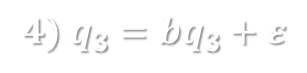 4) q₃ = bq₃ + ε